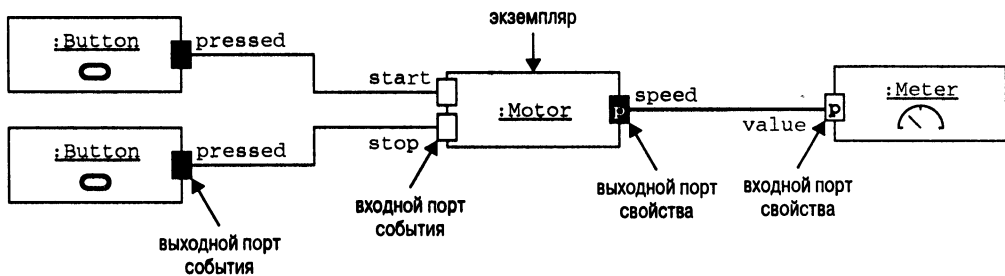 экземпляр
:Button
pressed
start
:Motor
p
speed
:Meter
p
value
:Button
pressed
stop
выходной порт
события
входной порт
события
выходной порт
свойства
входной порт
свойства